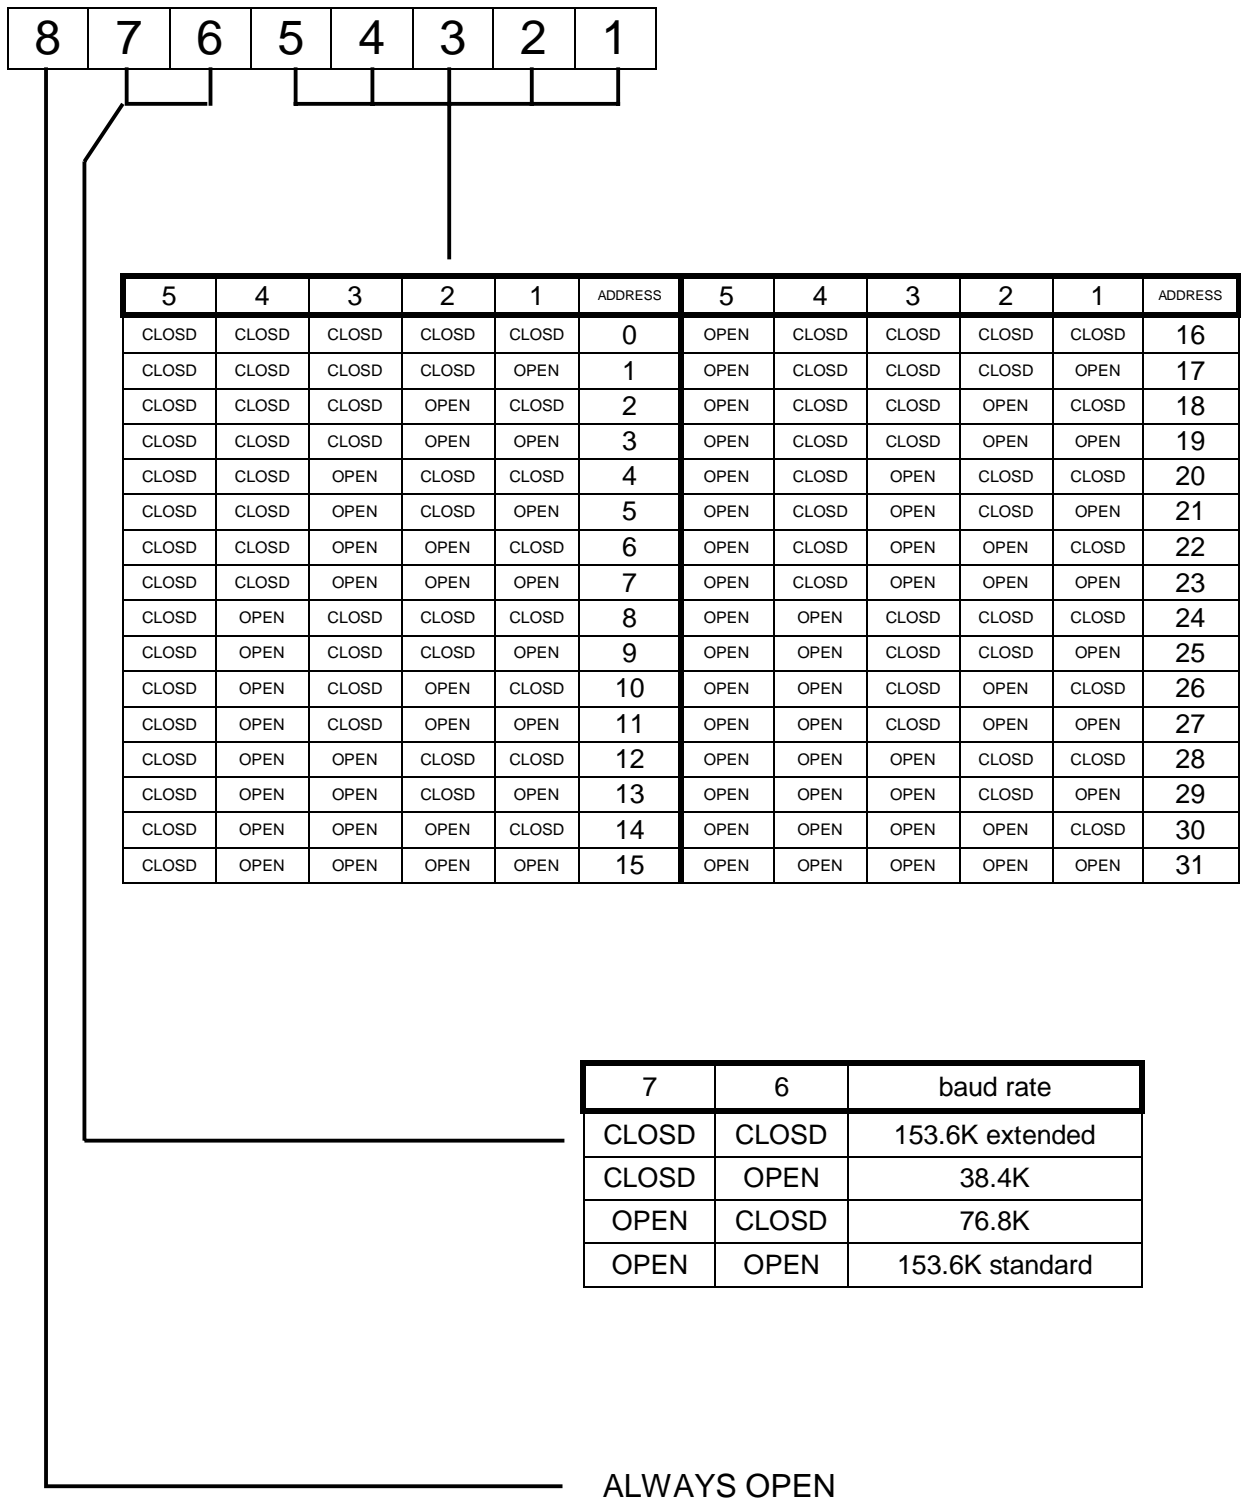 8 7 6 5 4 3 2 1
5 4 3 2 1 ADDRESS 5 4 3 2 1 ADDRESS
CLOSD CLOSD CLOSD CLOSD CLOSD 0 OPEN CLOSD CLOSD CLOSD CLOSD 16
CLOSD CLOSD CLOSD CLOSD OPEN 1 OPEN CLOSD CLOSD CLOSD OPEN 17
CLOSD CLOSD CLOSD OPEN CLOSD 2 OPEN CLOSD CLOSD OPEN CLOSD 18
CLOSD CLOSD CLOSD OPEN OPEN 3 OPEN CLOSD CLOSD OPEN OPEN 19
CLOSD CLOSD OPEN CLOSD CLOSD 4 OPEN CLOSD OPEN CLOSD CLOSD 20
CLOSD CLOSD OPEN CLOSD OPEN 5 OPEN CLOSD OPEN CLOSD OPEN 21
CLOSD CLOSD OPEN OPEN CLOSD 6 OPEN CLOSD OPEN OPEN CLOSD 22
CLOSD CLOSD OPEN OPEN OPEN 7 OPEN CLOSD OPEN OPEN OPEN 23
CLOSD OPEN CLOSD CLOSD CLOSD 8 OPEN OPEN CLOSD CLOSD CLOSD 24
CLOSD OPEN CLOSD CLOSD OPEN 9 OPEN OPEN CLOSD CLOSD OPEN 25
CLOSD OPEN CLOSD OPEN CLOSD 10 OPEN OPEN CLOSD OPEN CLOSD 26
CLOSD OPEN CLOSD OPEN OPEN 11 OPEN OPEN CLOSD OPEN OPEN 27
CLOSD OPEN OPEN CLOSD CLOSD 12 OPEN OPEN OPEN CLOSD CLOSD 28
CLOSD OPEN OPEN CLOSD OPEN 13 OPEN OPEN OPEN CLOSD OPEN 29
CLOSD OPEN OPEN OPEN CLOSD 14 OPEN OPEN OPEN OPEN CLOSD 30
CLOSD OPEN OPEN OPEN OPEN 15 OPEN OPEN OPEN OPEN OPEN 31
7 6 baud rate
CLOSD CLOSD 153.6K extended
CLOSD OPEN 38.4K
OPEN CLOSD 76.8K
OPEN OPEN 153.6K standard
ALWAYS OPEN